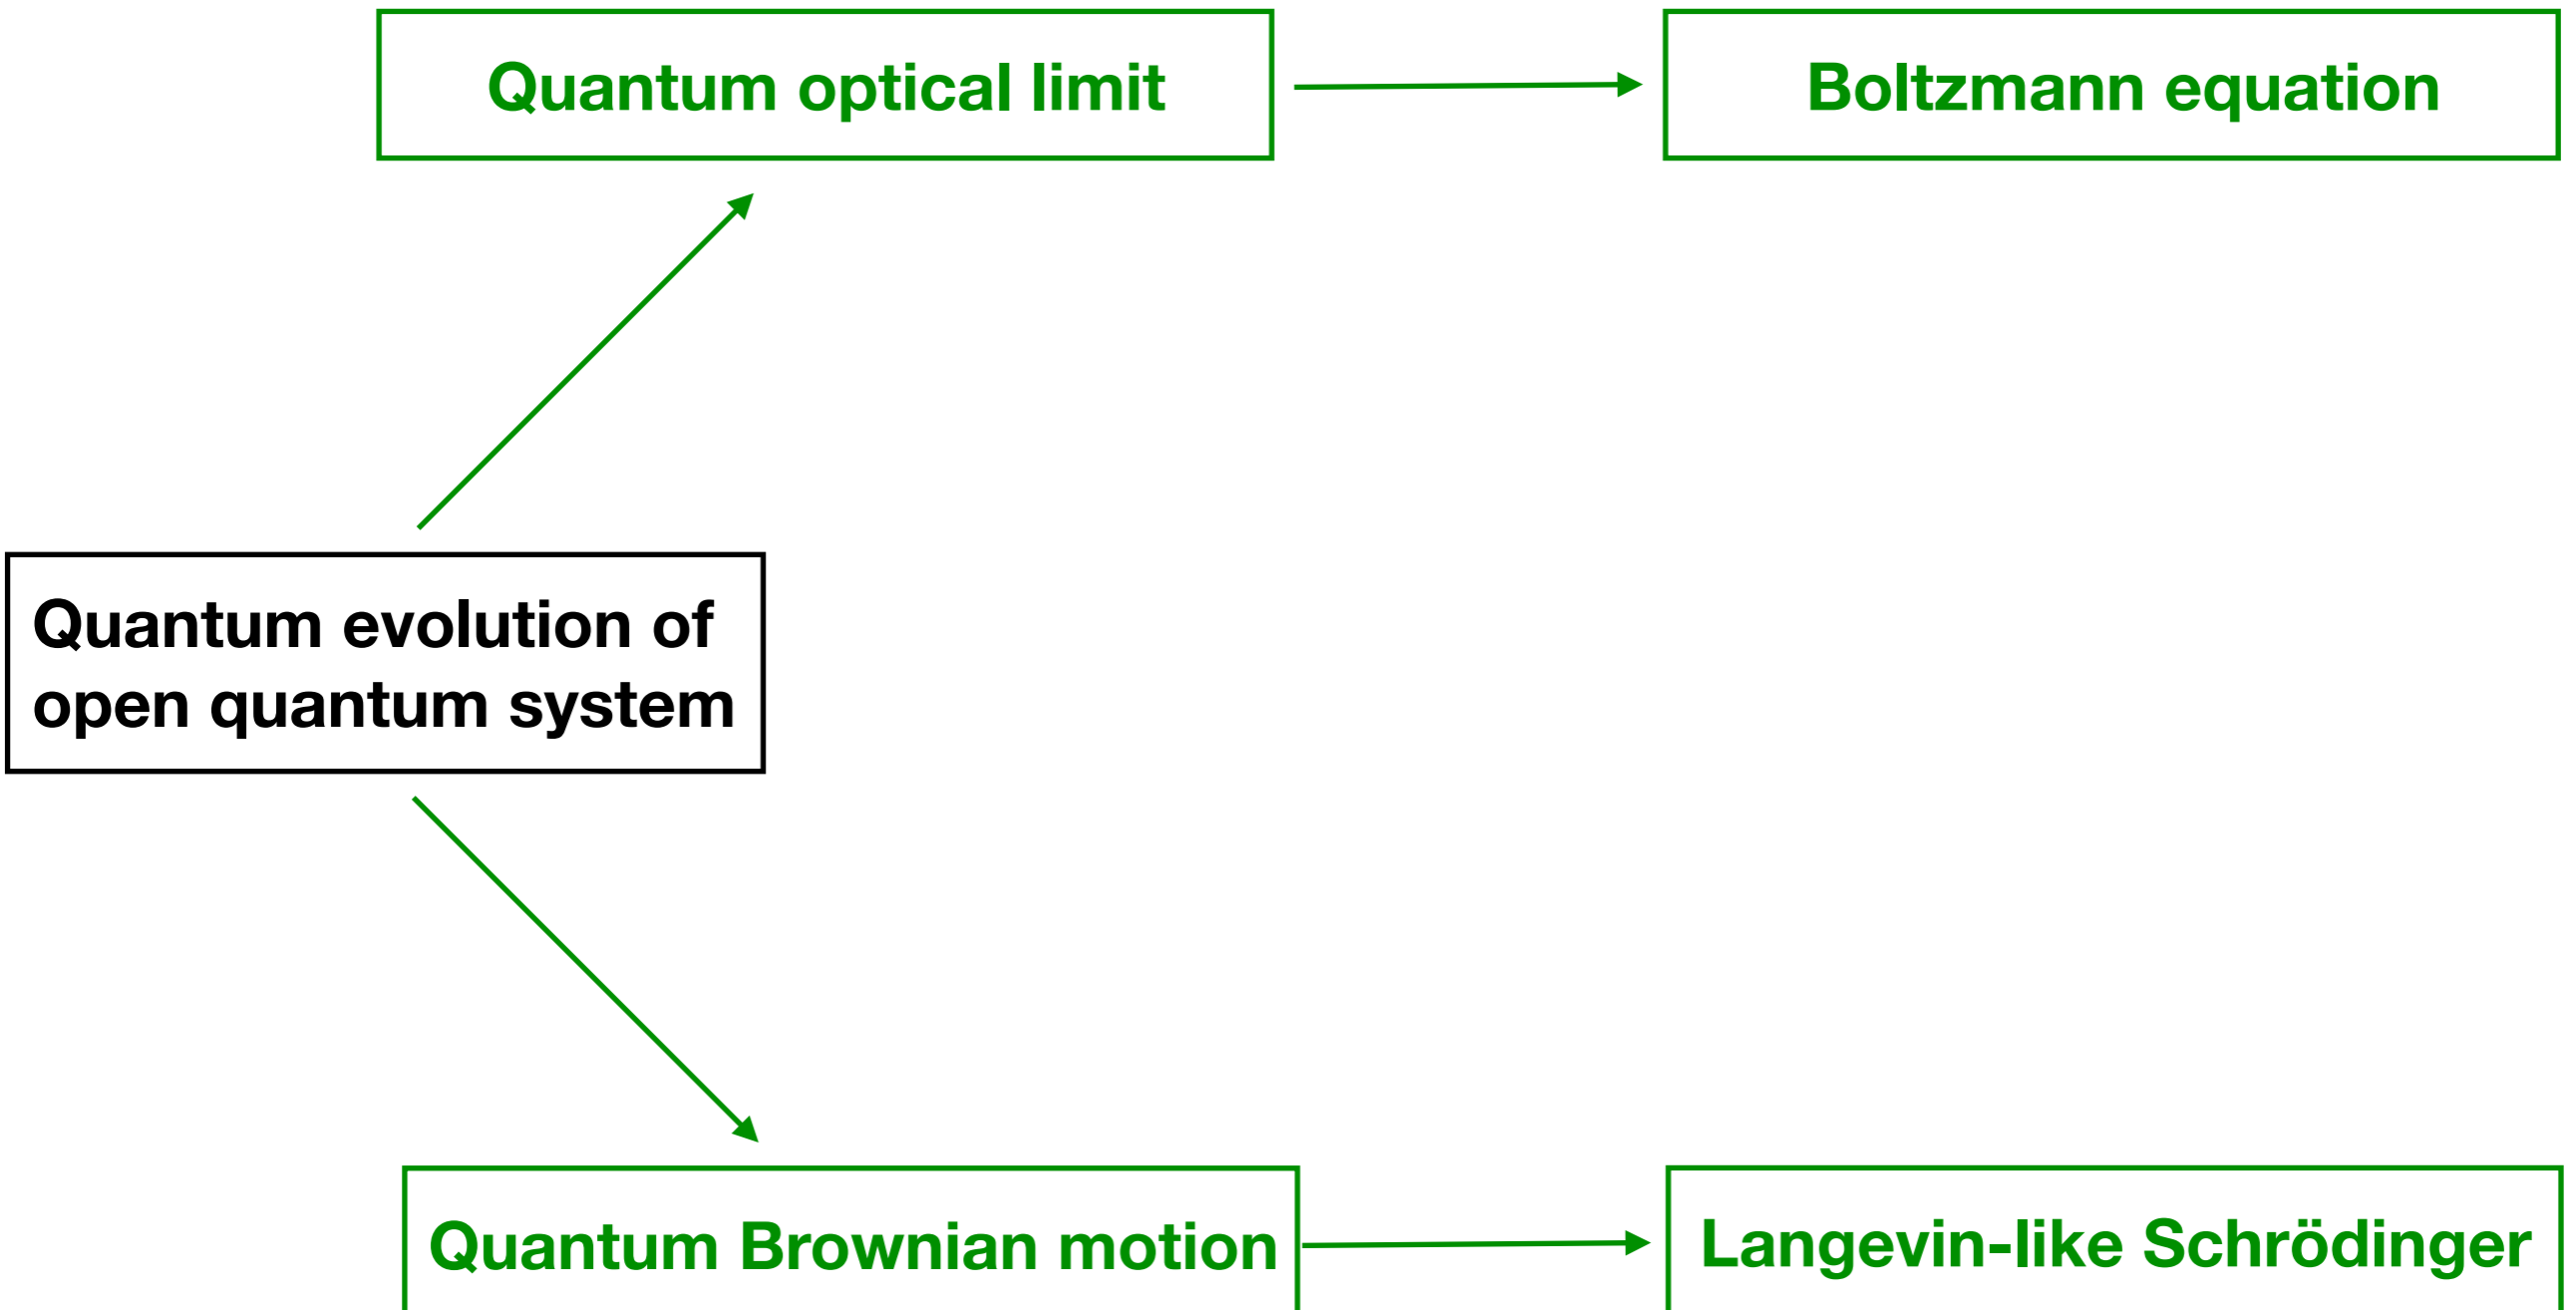 Quantum optical limit
Boltzmann equation
Quantum evolution of
open quantum system
Quantum Brownian motion
Langevin-like Schrödinger